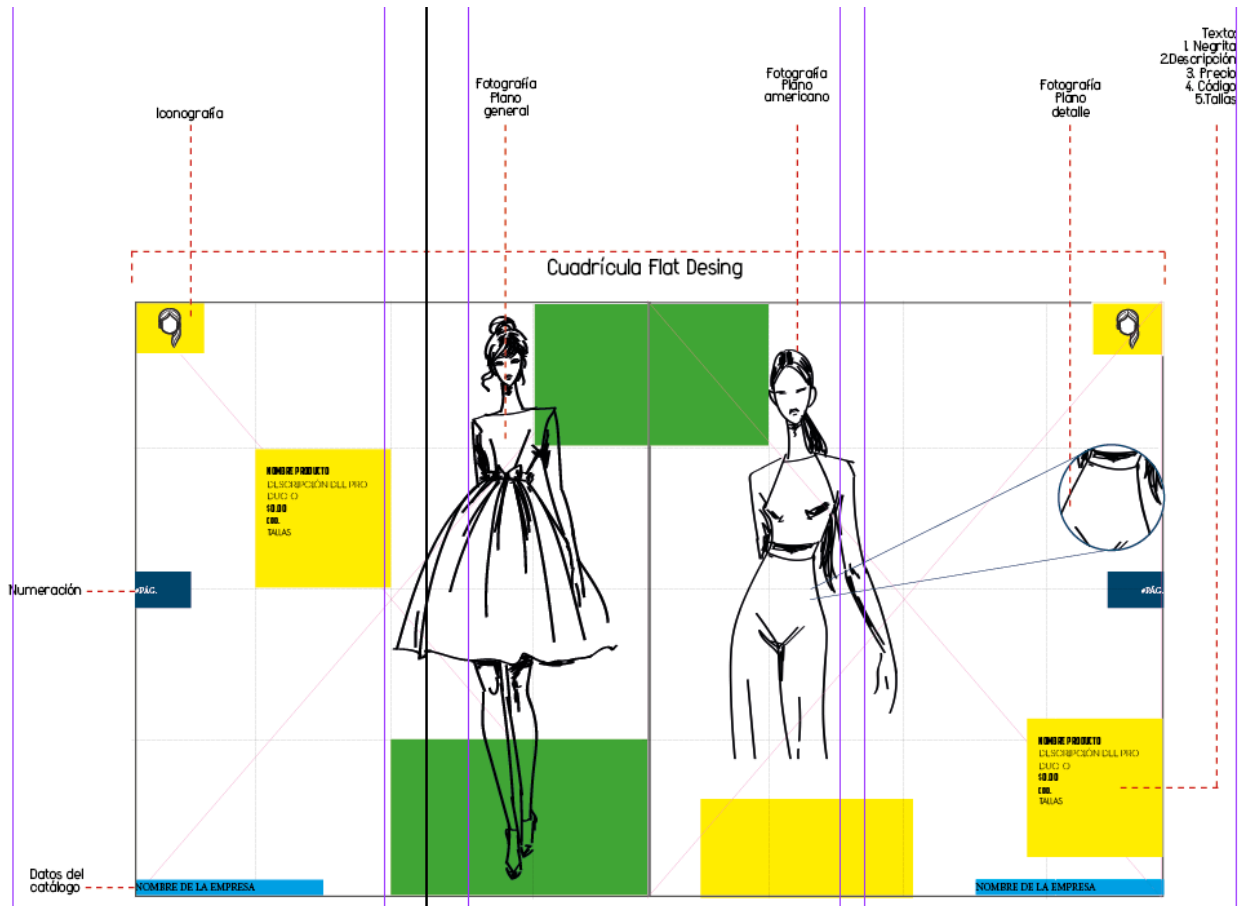 Texto:
1. Negrita
2.Descripción
3. Precio
4. Código
5.Tallas
Iconografía
Fotografía
Plano
general
Fotografía
Plano
americano
Fotografía
Plano
detalle
Cuadrícula Flat Desing
NOMBRE PRODUCTO
DESCRIPCIÓN DEL PRO
DUC O
$0.00
COD.
TALLAS
Numeración
#PÁG.
#PÁG.
NOMBRE PRODUCTO
DESCRIPCIÓN DEL PRO
DUC O
$0.00
COD.
TALLAS
Datos del
catálogo
NOMBRE DE LA EMPRESA
NOMBRE DE LA EMPRESA